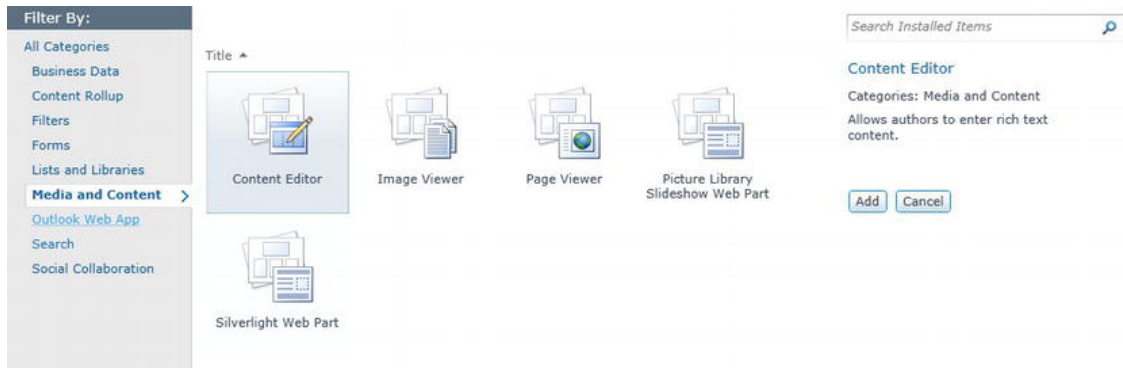 Filter By:
All Categories
Business Data
Content Rollup
Filters
Forms
Lists and Libraries
Media and Content
Outlook Web App
Search
Social Collaboration
Title
Content Editor
Image Viewer
Page Viewer
Picture Library
Slideshow Web Part
Silverlight Web Part
Search Installed Items
Content Editor
Categories: Media and Content
Allows authors to enter rich text
content.
Add Cancel